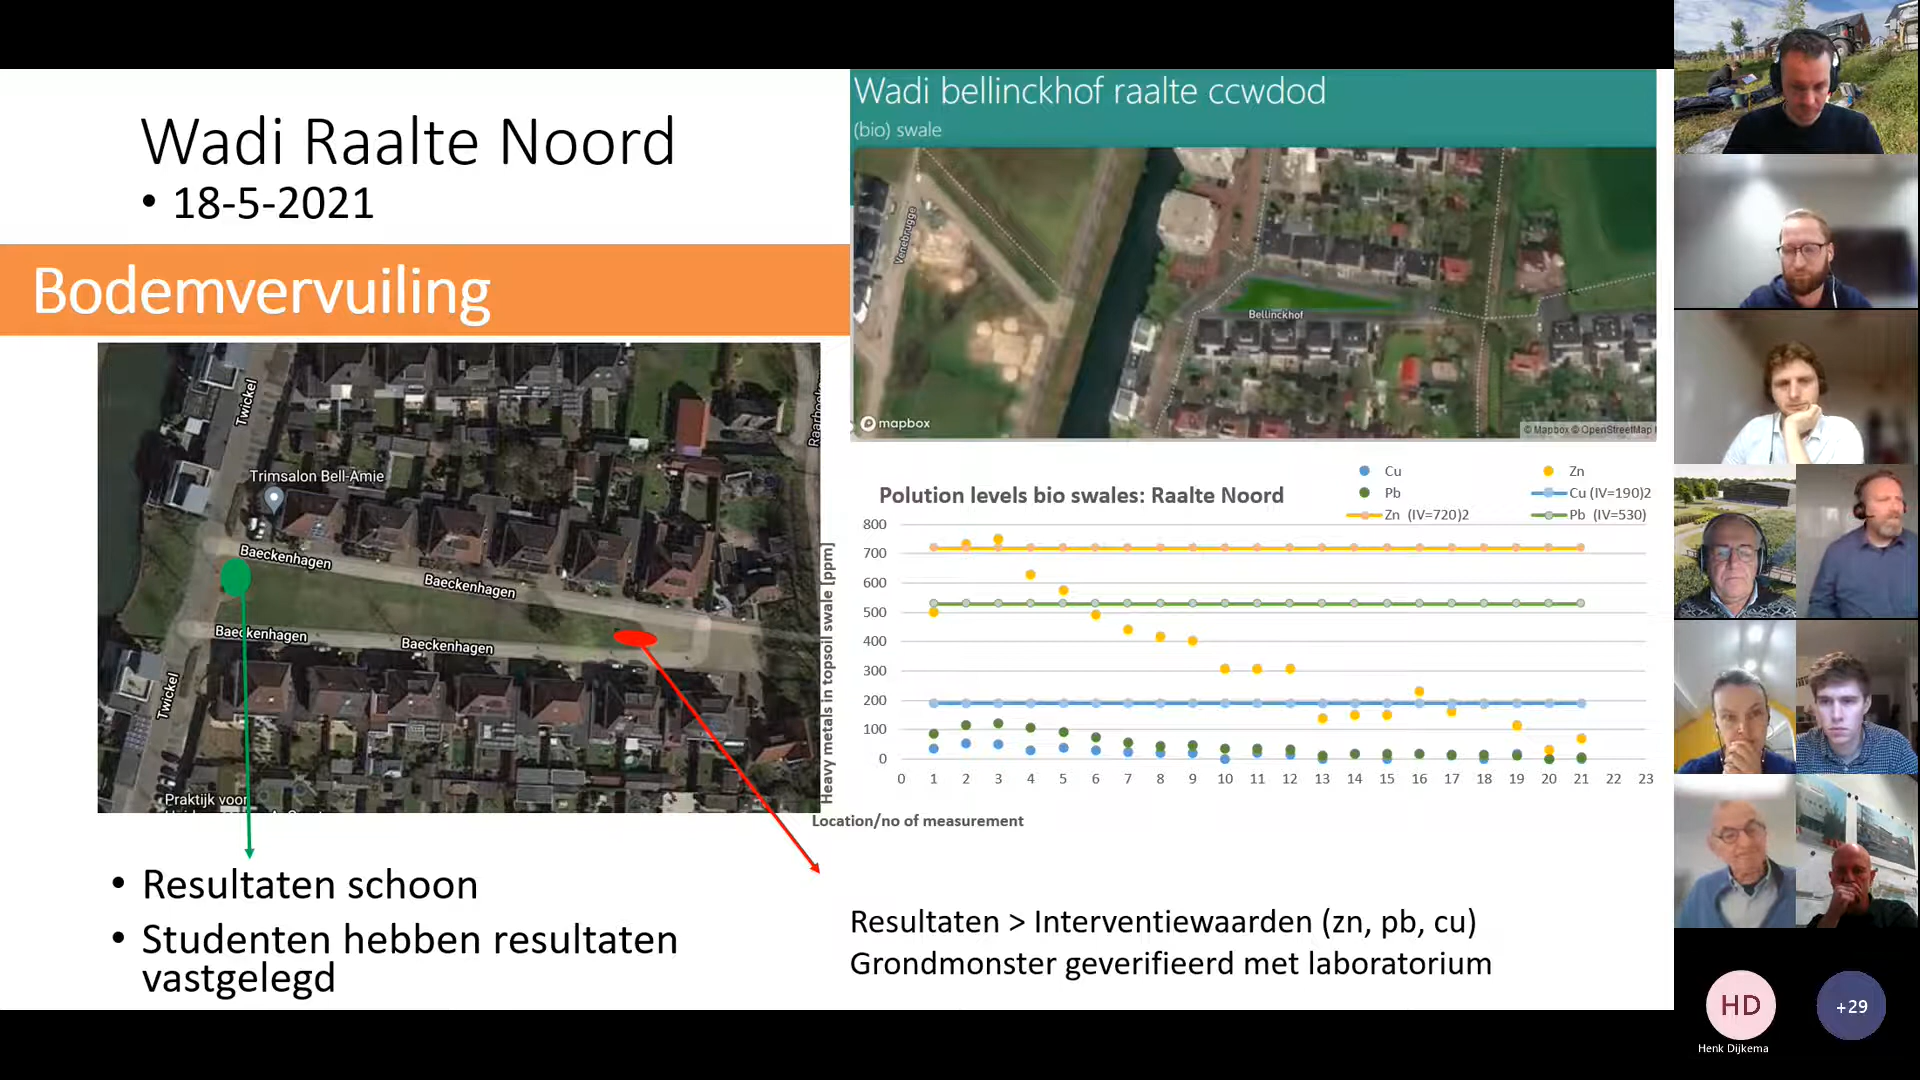 Wadi Raalte Noord
• 18-5-2021
Bodemvervuiling
Wadi bellinckhof raalte ccwdod
(bio) swale
Venebrugge
Bellinckhof
mapbox
© Mapbox © OpenStreetMap
Twickel
Trimsalon Bell-Amie
Baeckenhagen
Baeckenhagen
Baeckenhagen
Baeckenhagen
Twickel
Praktijk voor
Polution levels bio swales: Raalte Noord
Cu
Zn
Pb
Cu (IV=190)2
Zn (IV=720)2
Pb (IV=530)
Heavy metals in topsoil swale [ppm]
800
700
600
500
400
300
200
100
0
0 1 2 3 4 5 6 7 8 9 10 11 12 13 14 15 16 17 18 19 20 21 22 23
Location/no of measurement
• Resultaten schoon
• Studenten hebben resultaten
vastgelegd
Resultaten > Interventiewaarden (zn, pb, cu)
Grondmonster geverifieerd met laboratorium
HD
Henk Dijkema
+29